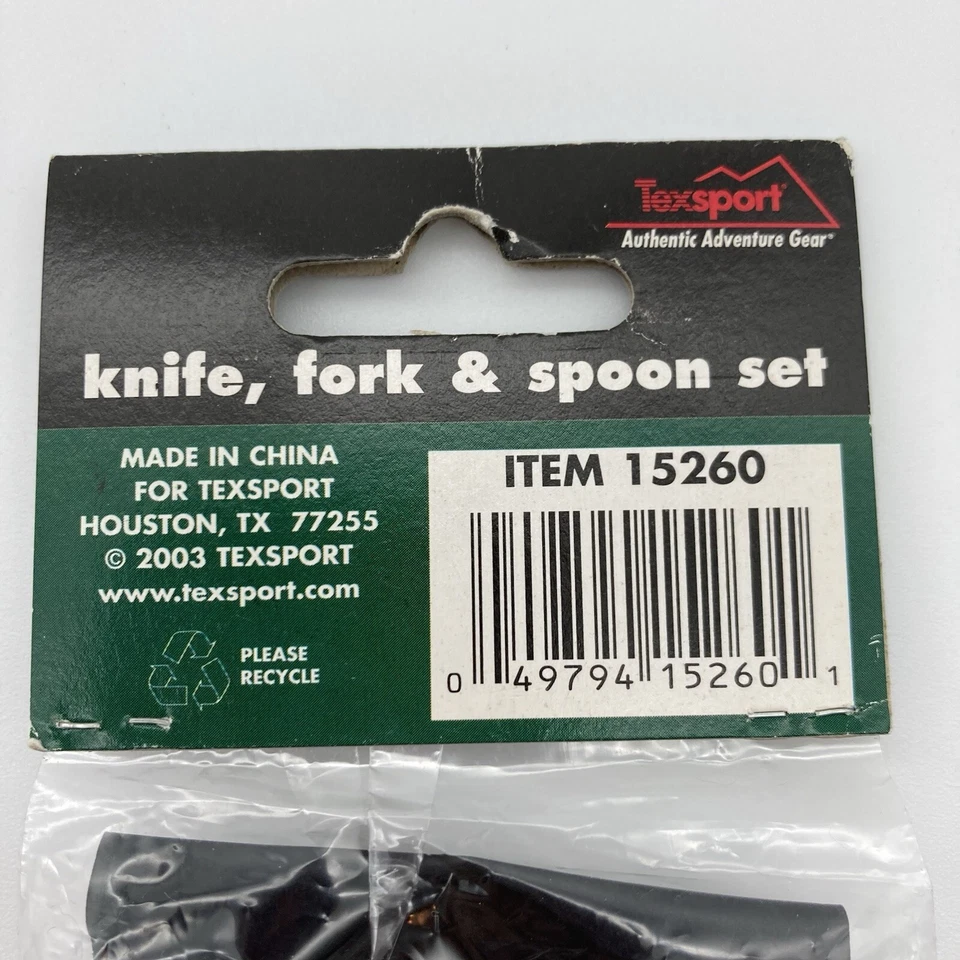 Texsport®
Authentic Adventure Gear™
knife, fork & spoon set
MADE IN CHINA
FOR TEXSPORT
HOUSTON, TX 77255
© 2003 TEXSPORT
www.texsport.com
PLEASE
RECYCLE
ITEM 15260
0 49794 15260 1